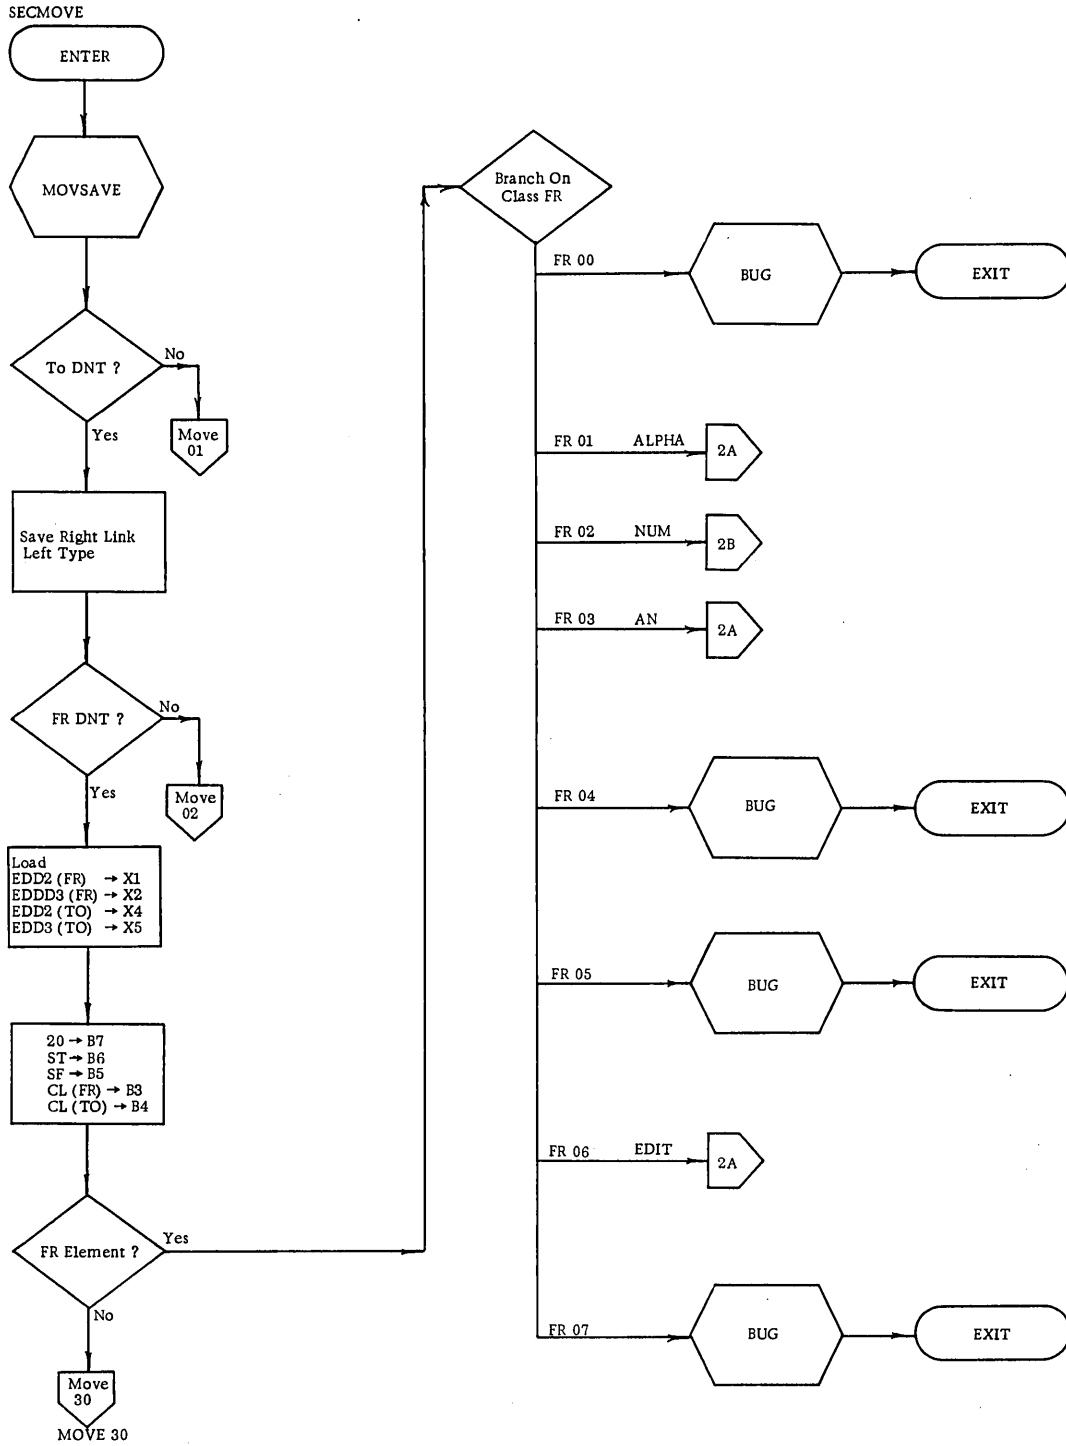 SECMOVE
ENTER
MOVSAVE
To DNT ?
No
Move
01
Yes
Save Right Link
Left Type
FR DNT ?
No
Move
02
Yes
Load
EDD2 (FR) → X1
EDDD3 (FR) → X2
EDD2 (TO) → X4
EDD3 (TO) → X5
20 → B7
ST → B6
SF → B5
CL (FR) → B3
CL (TO) → B4
FR Element ?
Yes
No
Move
30
MOVE 30
Branch On
Class FR
FR 00
BUG
EXIT
FR 01 ALPHA
2A
FR 02 NUM
2B
FR 03 AN
2A
FR 04
BUG
EXIT
FR 05
BUG
EXIT
FR 06 EDIT
2A
FR 07
BUG
EXIT